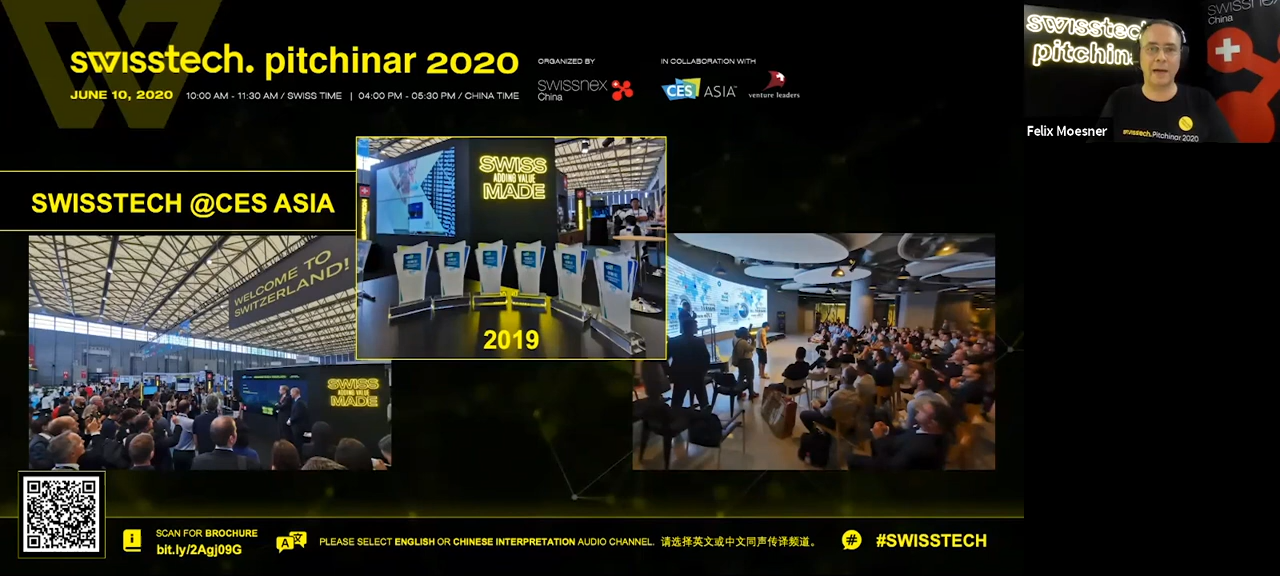 swisstech. pitchinar 2020
JUNE 10, 2020 10:00 AM - 11:30 AM / SWISS TIME | 04:00 PM - 05:30 PM / CHINA TIME
ORGANIZED BY
swissnex
China
IN COLLABORATION WITH
CES ASIA™
venture leaders
SWISSTECH @CES ASIA
SWISS
ADDING VALUE
MADE
2019
WELCOME TO
SWITZERLAND!
SWISS
ADDING VALUE
MADE
SCAN FOR BROCHURE
bit.ly/2Agj09G
PLEASE SELECT ENGLISH OR CHINESE INTERPRETATION AUDIO CHANNEL. 请选择英文或中文同声传译频道。
#SWISSTECH
swisstech
pitchin
swissnex
China
swisstech.Pitchinar 2020
Felix Moesner